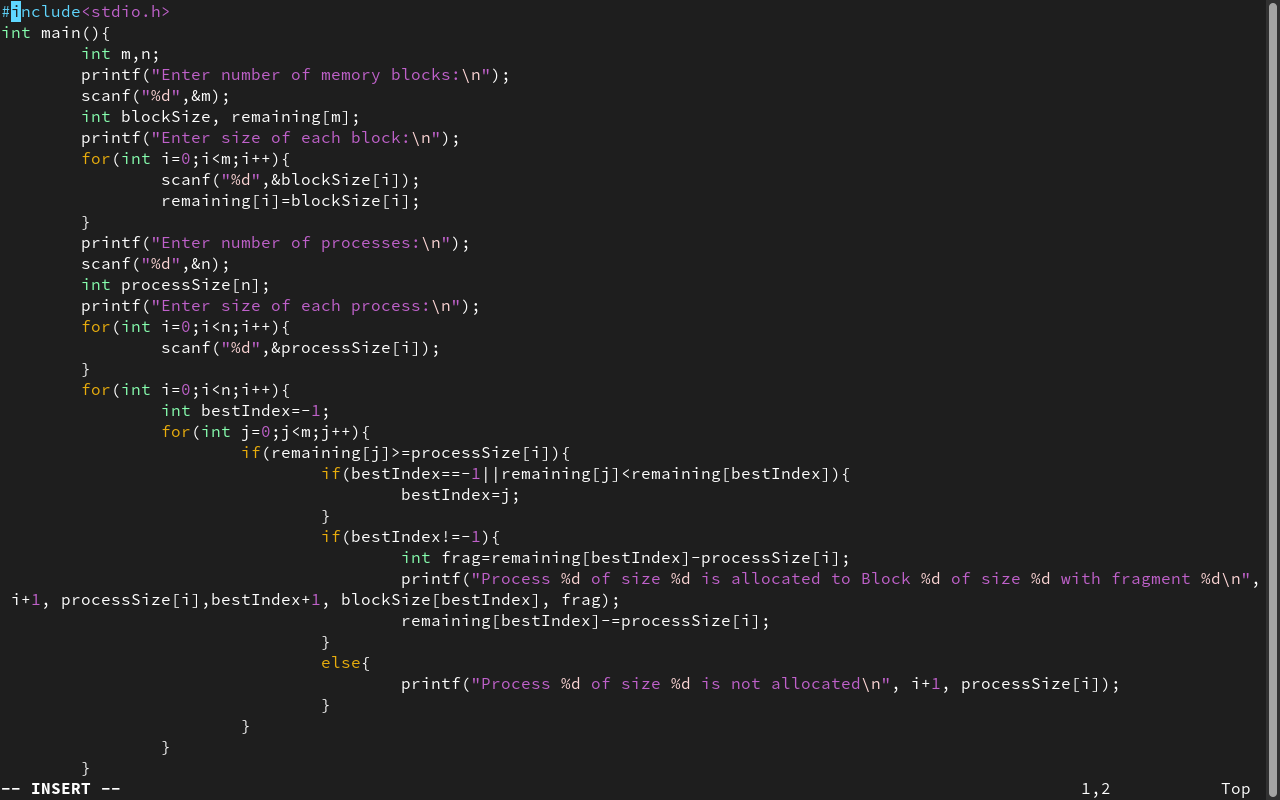 #include<stdio.h>
int main(){
        int m,n;
        printf("Enter number of memory blocks:\n");
        scanf("%d",&m);
        int blockSize, remaining[m];
        printf("Enter size of each block:\n");
        for(int i=0;i<m;i++){
                scanf("%d",&blockSize[i]);
                remaining[i]=blockSize[i];
        }
        printf("Enter number of processes:\n");
        scanf("%d",&n);
        int processSize[n];
        printf("Enter size of each process:\n");
        for(int i=0;i<n;i++){
                scanf("%d",&processSize[i]);
        }
        for(int i=0;i<n;i++){
                int bestIndex=-1;
                for(int j=0;j<m;j++){
                        if(remaining[j]>=processSize[i]){
                                if(bestIndex==-1||remaining[j]<remaining[bestIndex]){
                                        bestIndex=j;
                                }
                                if(bestIndex!=-1){
                                        int frag=remaining[bestIndex]-processSize[i];
                                        printf("Process %d of size %d is allocated to Block %d of size %d with fragment %d\n",
 i+1, processSize[i],bestIndex+1, blockSize[bestIndex], frag);
                                        remaining[bestIndex]-=processSize[i];
                                }
                                else{
                                        printf("Process %d of size %d is not allocated\n", i+1, processSize[i]);
                                }
                        }
                }
        }
-- INSERT --                                                                                                1,2           Top